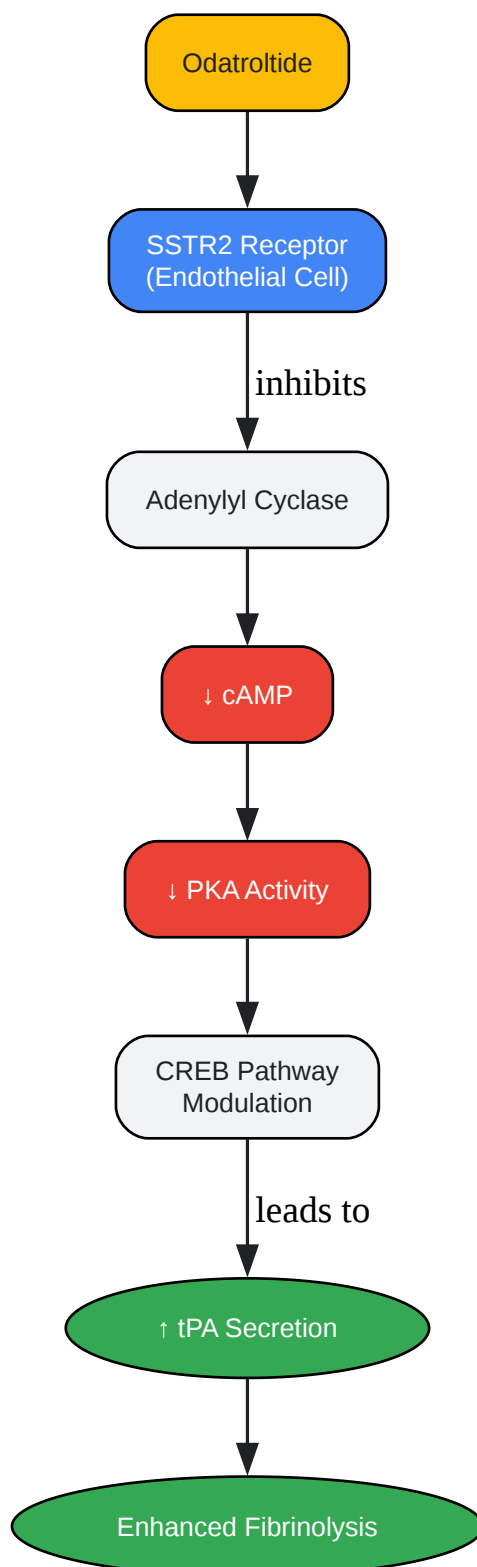 Odatroltide
SSTR2 Receptor
(Endothelial Cell)
inhibits
Adenylyl Cyclase
↓ cAMP
↓ PKA Activity
CREB Pathway
Modulation
leads to
↑ tPA Secretion
Enhanced Fibrinolysis